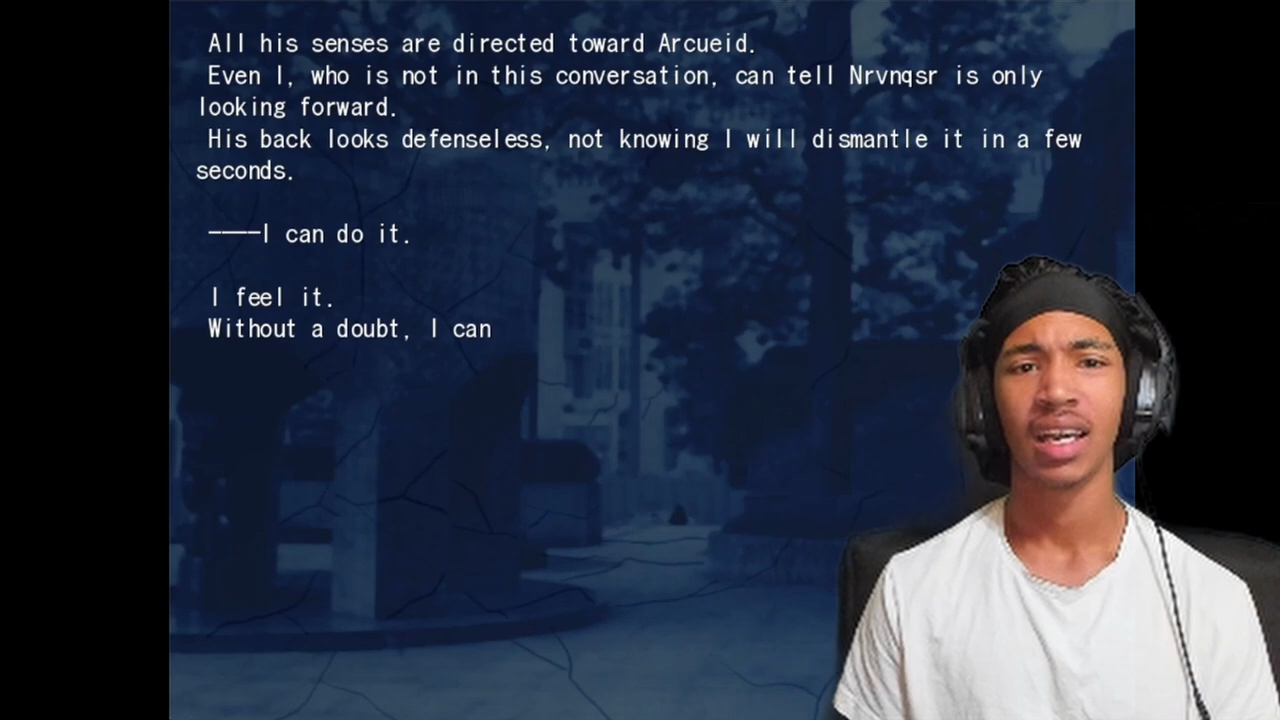 All his senses are directed toward Arcueid.
Even I, who is not in this conversation, can tell Nrvnqsr is only
looking forward.
His back looks defenseless, not knowing I will dismantle it in a few
seconds.
———I can do it.
I feel it.
Without a doubt, I can